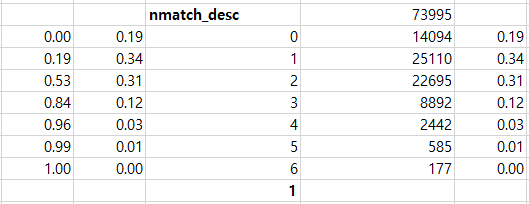 nmatch_desc 73995
0.00 0.19 0 14094 0.19
0.19 0.34 1 25110 0.34
0.53 0.31 2 22695 0.31
0.84 0.12 3 8892 0.12
0.96 0.03 4 2442 0.03
0.99 0.01 5 585 0.01
1.00 0.00 6 177 0.00
1